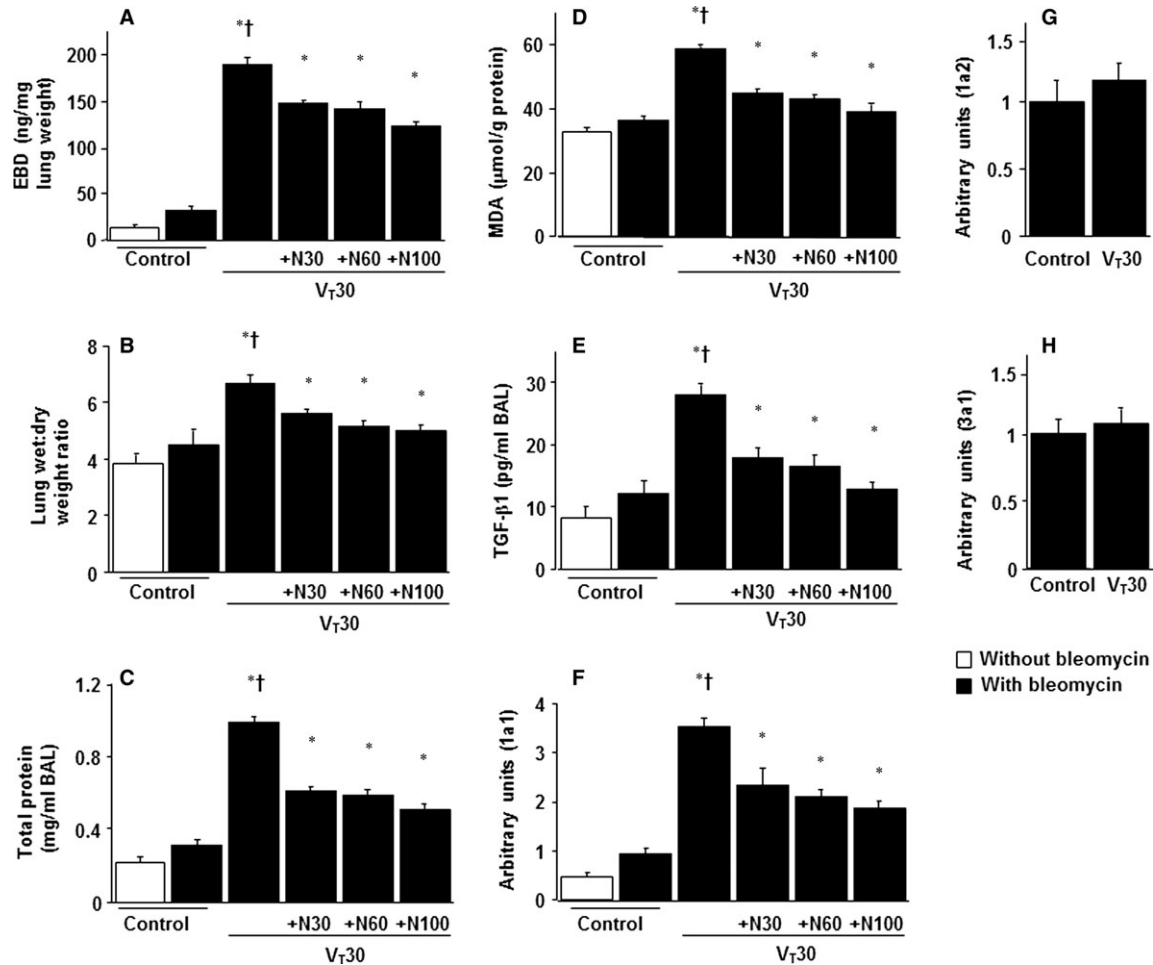 A
EBD (ng/mg
lung weight)
200
150
100
50
0
*†
*
*
*
Control
+N30 +N60 +N100
VT30
D
MDA (μmol/g protein)
60
40
20
0
*†
*
*
*
Control
+N30 +N60 +N100
VT30
G
Arbitrary units (1a2)
1.5
1
0.5
0
Control VT30
B
Lung wet:dry
weight ratio
8
6
4
2
0
*†
*
*
*
Control
+N30 +N60 +N100
VT30
E
TGF-β1 (pg/ml BAL)
30
20
10
0
*†
*
*
*
Control
+N30 +N60 +N100
VT30
H
Arbitrary units (3a1)
1.5
1
0.5
0
Control VT30
C
Total protein
(mg/ml BAL)
1.2
0.8
0.4
0
*†
*
*
*
Control
+N30 +N60 +N100
VT30
F
Arbitrary units (1a1)
4
3
2
1
0
*†
*
*
*
Control
+N30 +N60 +N100
VT30
Without bleomycin
With bleomycin